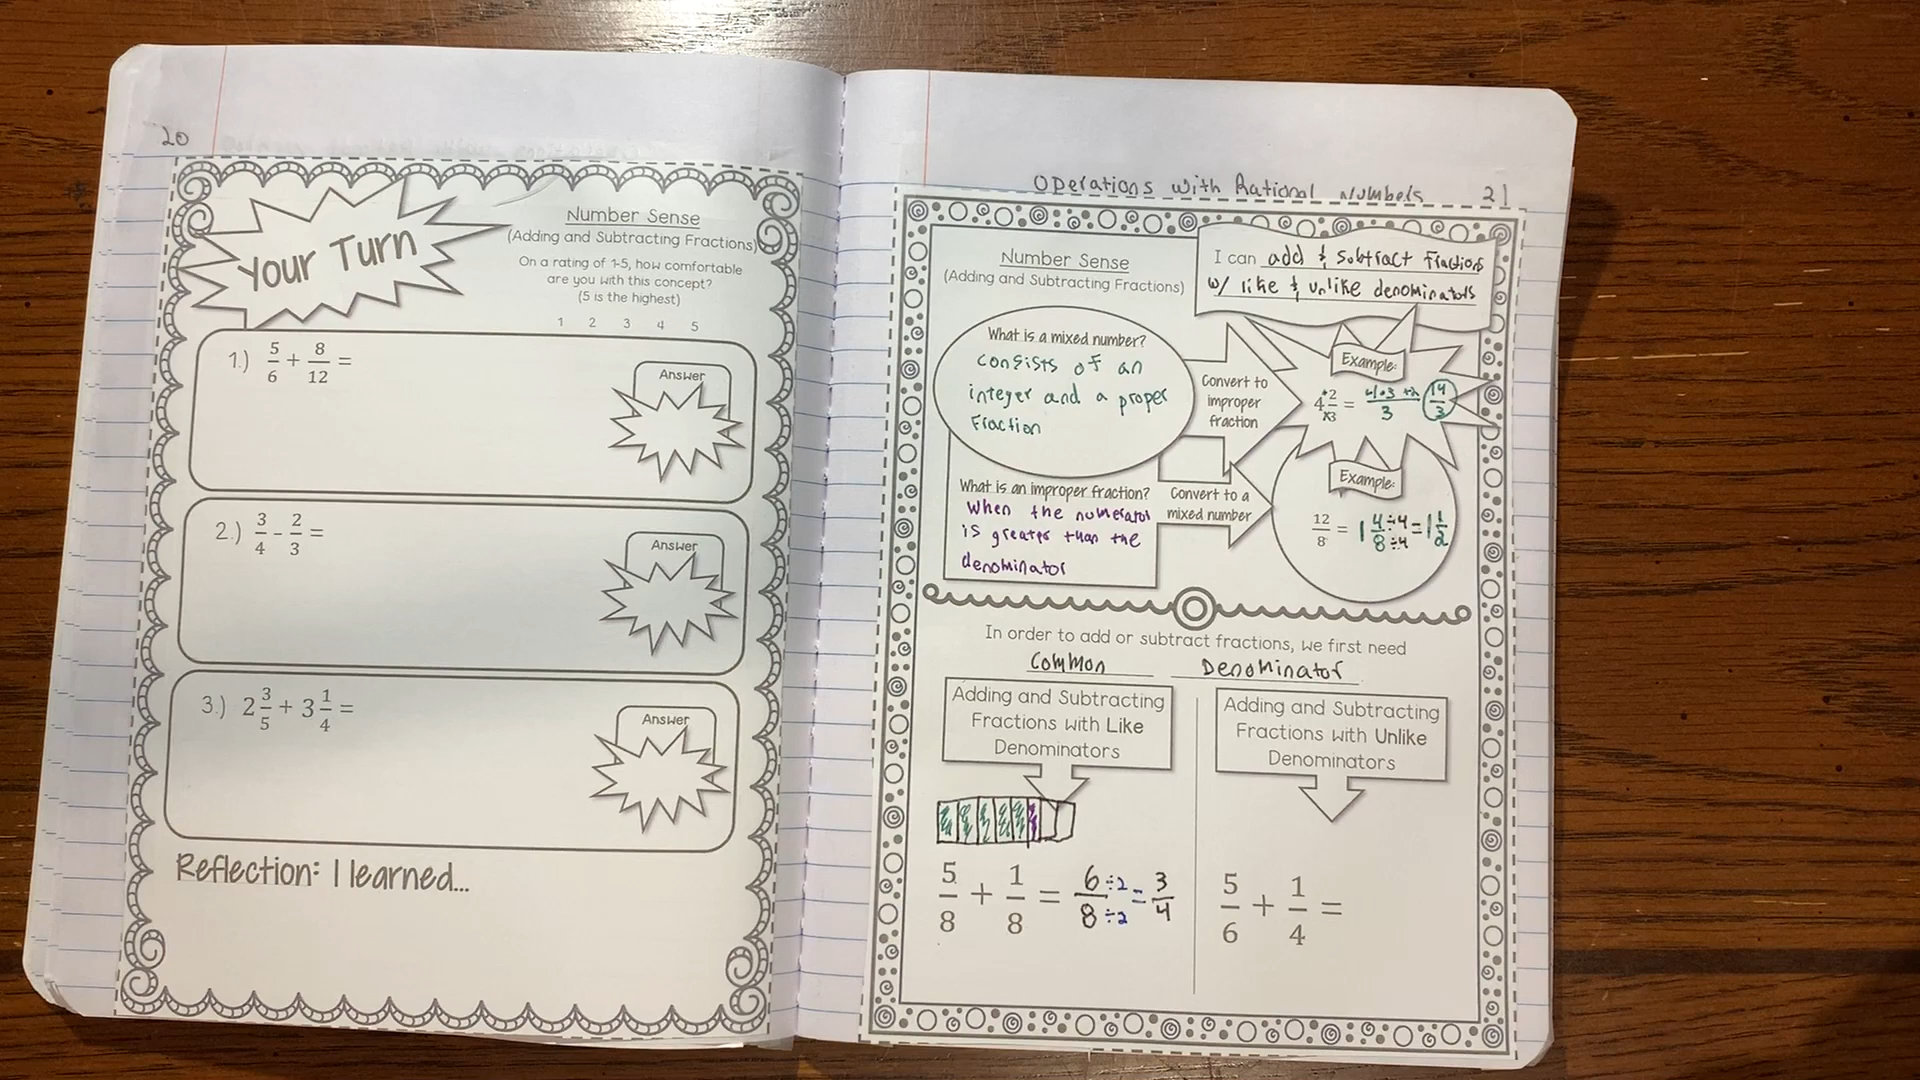 20
Your Turn
Number Sense
(Adding and Subtracting Fractions)
On a rating of 1-5, how comfortable
are you with this concept?
(5 is the highest)
1 2 3 4 5
1.) 5/6 + 8/12 =
Answer
2.) 3/4 - 2/3 =
Answer
3.) 2 3/5 + 3 1/4 =
Answer
Reflection: I learned...
Operations with Rational Numbers 21
Number Sense
(Adding and Subtracting Fractions)
I can add & subtract fractions
w/ like & unlike denominators
What is a mixed number?
consists of an
integer and a proper
fraction
Convert to
improper
fraction
Example:
4 +2/x3 = 4•3 +2/3 14/3
What is an improper fraction?
When the numerator
is greater than the
denominator
Convert to a
mixed number
Example:
12/8 = 1 4÷4/8÷4 = 1 1/2
In order to add or subtract fractions, we first need
Common Denominator
Adding and Subtracting
Fractions with Like
Denominators
5/8 + 1/8 = 6÷2/8÷2 = 3/4
Adding and Subtracting
Fractions with Unlike
Denominators
5/6 + 1/4 =